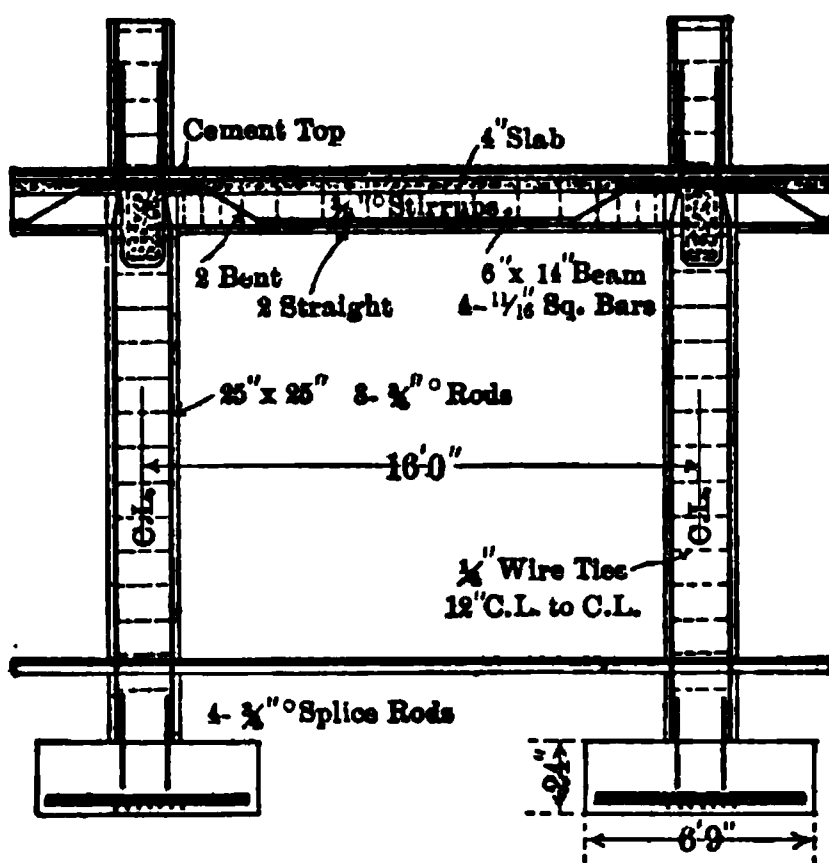 Cement Top
4" Slab
¼"° Stirrups.
2 Bent
2 Straight
6" x 14" Beam
4-11/16" Sq. Bars
25" x 25" 8-¾"° Rods
16'0"
C.L.
C.L.
¼" Wire Ties
12" C.L. to C.L.
4-¾"° Splice Rods
24"
6'9"